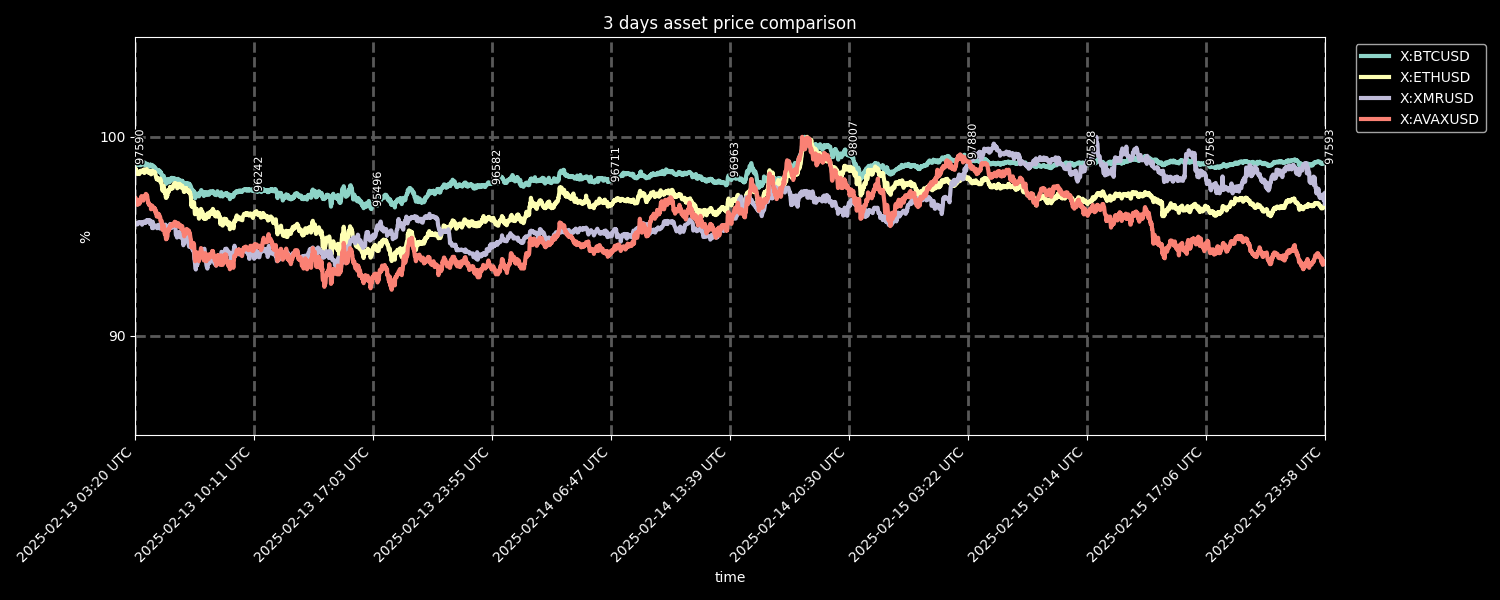 3 days asset price comparison
X:BTCUSD
X:ETHUSD
X:XMRUSD
X:AVAXUSD
%
100
90
97590
96242
95496
96582
96711
96963
98007
97880
97528
97563
97593
2025-02-13 03:20 UTC
2025-02-13 10:11 UTC
2025-02-13 17:03 UTC
2025-02-13 23:55 UTC
2025-02-14 06:47 UTC
2025-02-14 13:39 UTC
2025-02-14 20:30 UTC
2025-02-15 03:22 UTC
2025-02-15 10:14 UTC
2025-02-15 17:06 UTC
2025-02-15 23:58 UTC
time